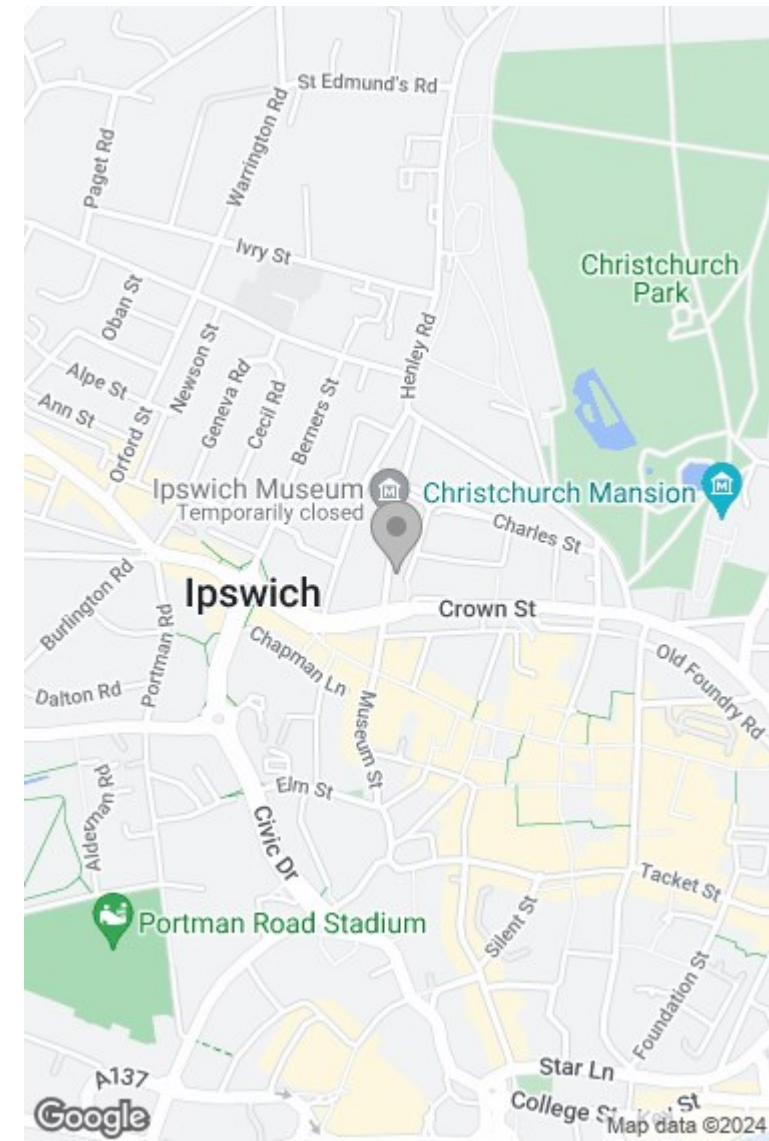 St Edmund's Rd
Warrington Rd
Paget Rd
Ivry St
Christchurch
Park
Oban St
Henley Rd
Newson St
Alpe St
Geneva Rd
Cecil Rd
Berners St
Ann St
Orford St
Ipswich Museum
Temporarily closed
Christchurch Mansion
Charles St
Burlington Rd
Ipswich
Crown St
Portman Rd
Chapman Ln
Old Foundry Rd
Dalton Rd
Museum St
Alderman Rd
Elm St
Civic Dr
Tacket St
Portman Road Stadium
Silent St
Foundation St
Star Ln
A137
College St
Google
Map data ©2024